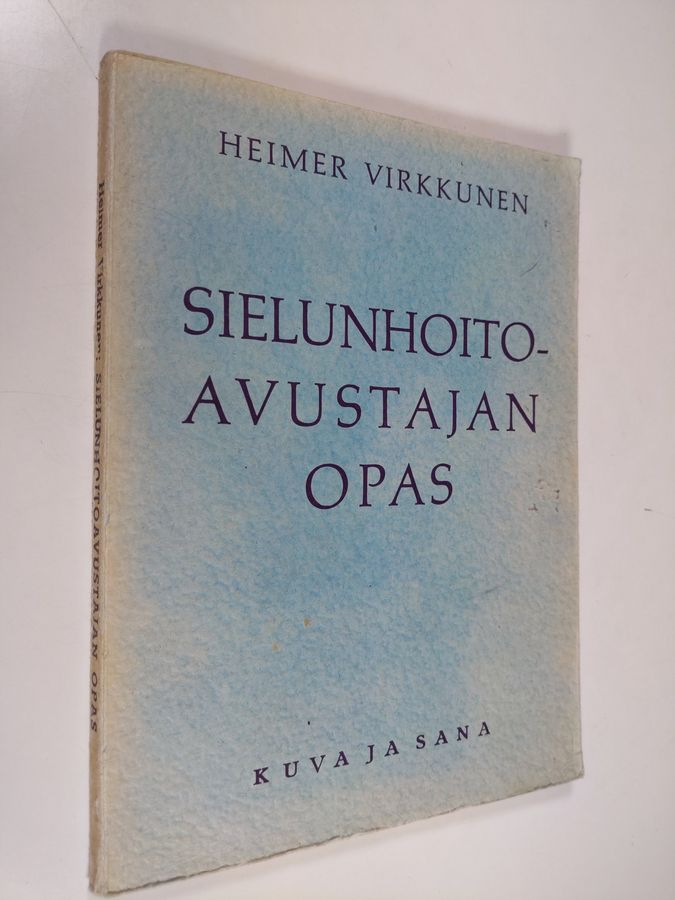 HEIMER VIRKKUNEN
SIELUNHOITO-
AVUSTAJAN
OPAS
KUVA JA SANA
Heimer Virkkunen: SIELUNHOITOAVUSTAJAN OPAS